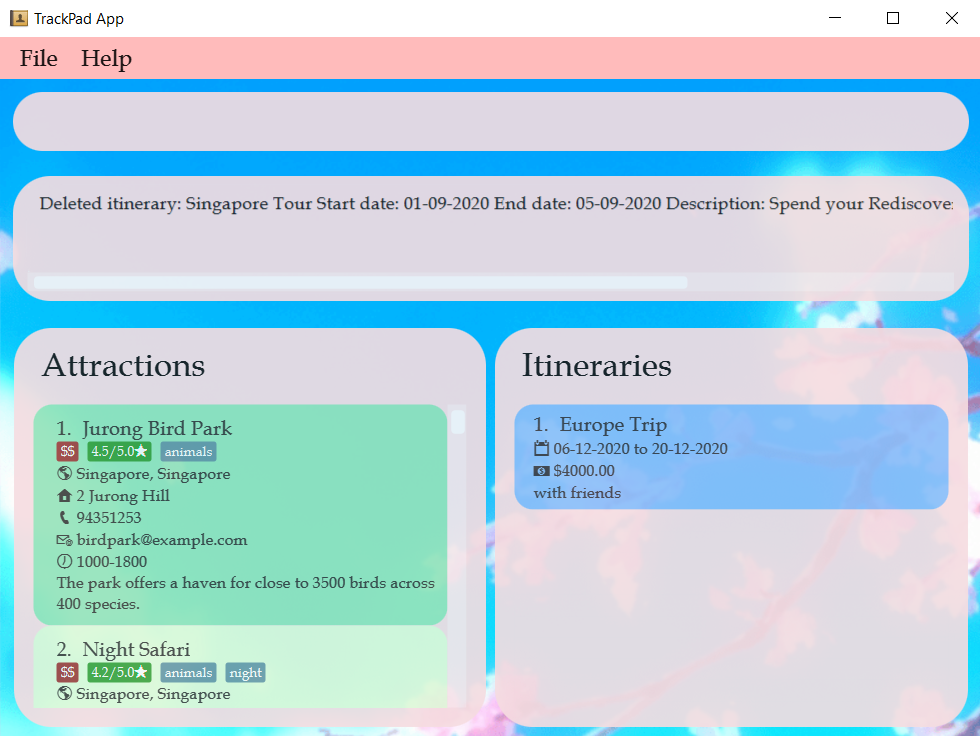 TrackPad App
File Help
Deleted itinerary: Singapore Tour Start date: 01-09-2020 End date: 05-09-2020 Description: Spend your
Attractions
1. Jurong Bird Park
$$ 4.5/5.0★ animals
Singapore, Singapore
2 Jurong Hill
94351253
birdpark@example.com
1000-1800
The park offers a haven for close to 3500 birds across
400 species.
2. Night Safari
$$ 4.2/5.0★ animals night
Singapore, Singapore
Itineraries
1. Europe Trip
06-12-2020 to 20-12-2020
$4000.00
with friends